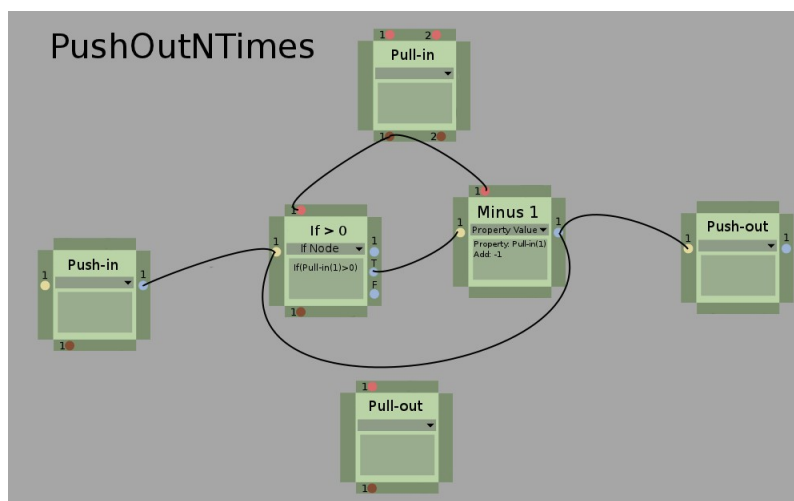 PushOutNTimes
1 2
Pull-in
1 2
1
If > 0
1 If Node 1
If(Pull-in(1)>0)
T
F
1
1
Minus 1
1 Property Value 1
Property: Pull-in(1)
Add: -1
Push-in
1 1
1
Push-out
1 1
1
Pull-out
1